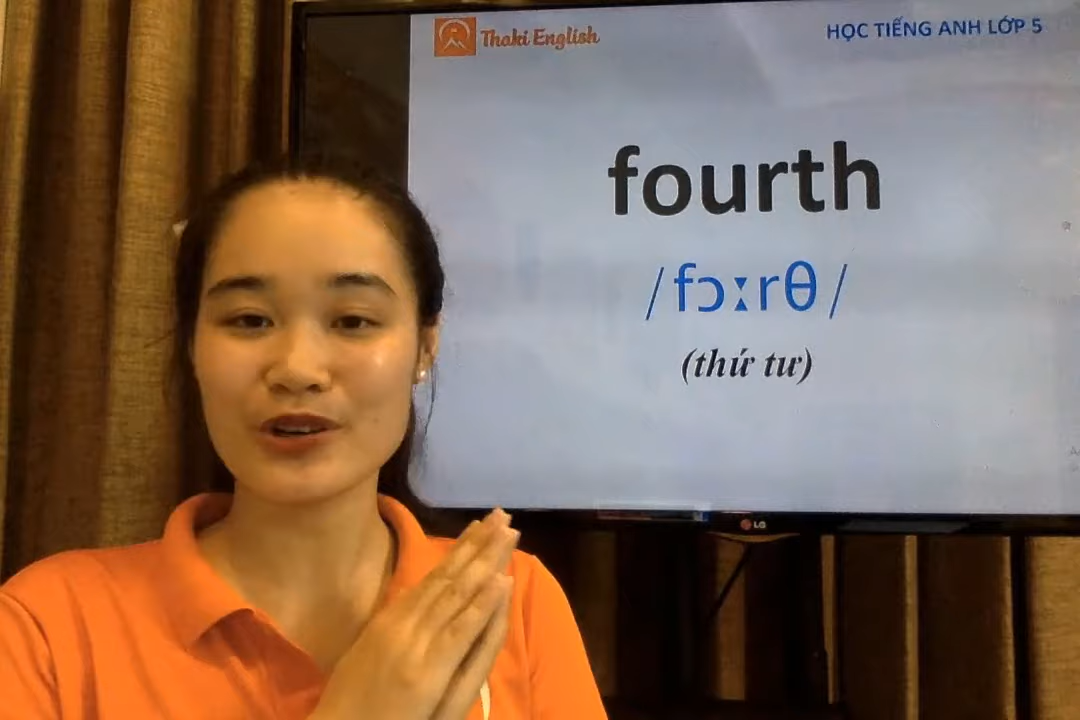 Thaki English
HỌC TIẾNG ANH LỚP 5
fourth
/fɔːrθ/
(thứ tư)
LG